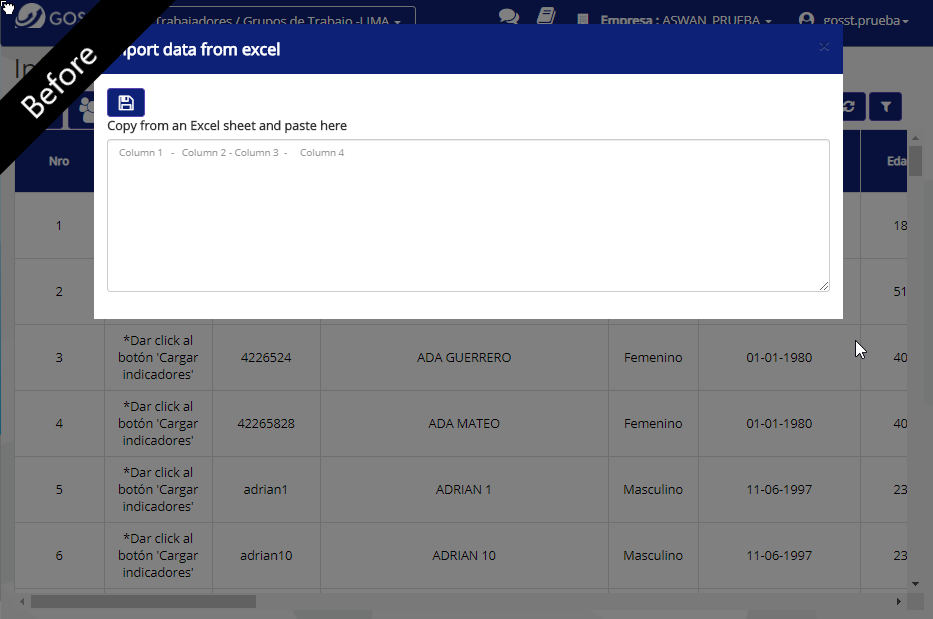 GOSS
Trabajadores / Grupos de Trabajo -LIMA
Empresa : ASWAN_PRUEBA
gosst.prueba
Before
port data from excel
×
Copy from an Excel sheet and paste here
Column 1 - Column 2 - Column 3 - Column 4
Nro
Eda
1
18
2
51
3 *Dar click al botón 'Cargar indicadores' 4226524 ADA GUERRERO Femenino 01-01-1980 40
4 *Dar click al botón 'Cargar indicadores' 42265828 ADA MATEO Femenino 01-01-1980 40
5 *Dar click al botón 'Cargar indicadores' adrian1 ADRIAN 1 Masculino 11-06-1997 23
6 *Dar click al botón 'Cargar indicadores' adrian10 ADRIAN 10 Masculino 11-06-1997 23